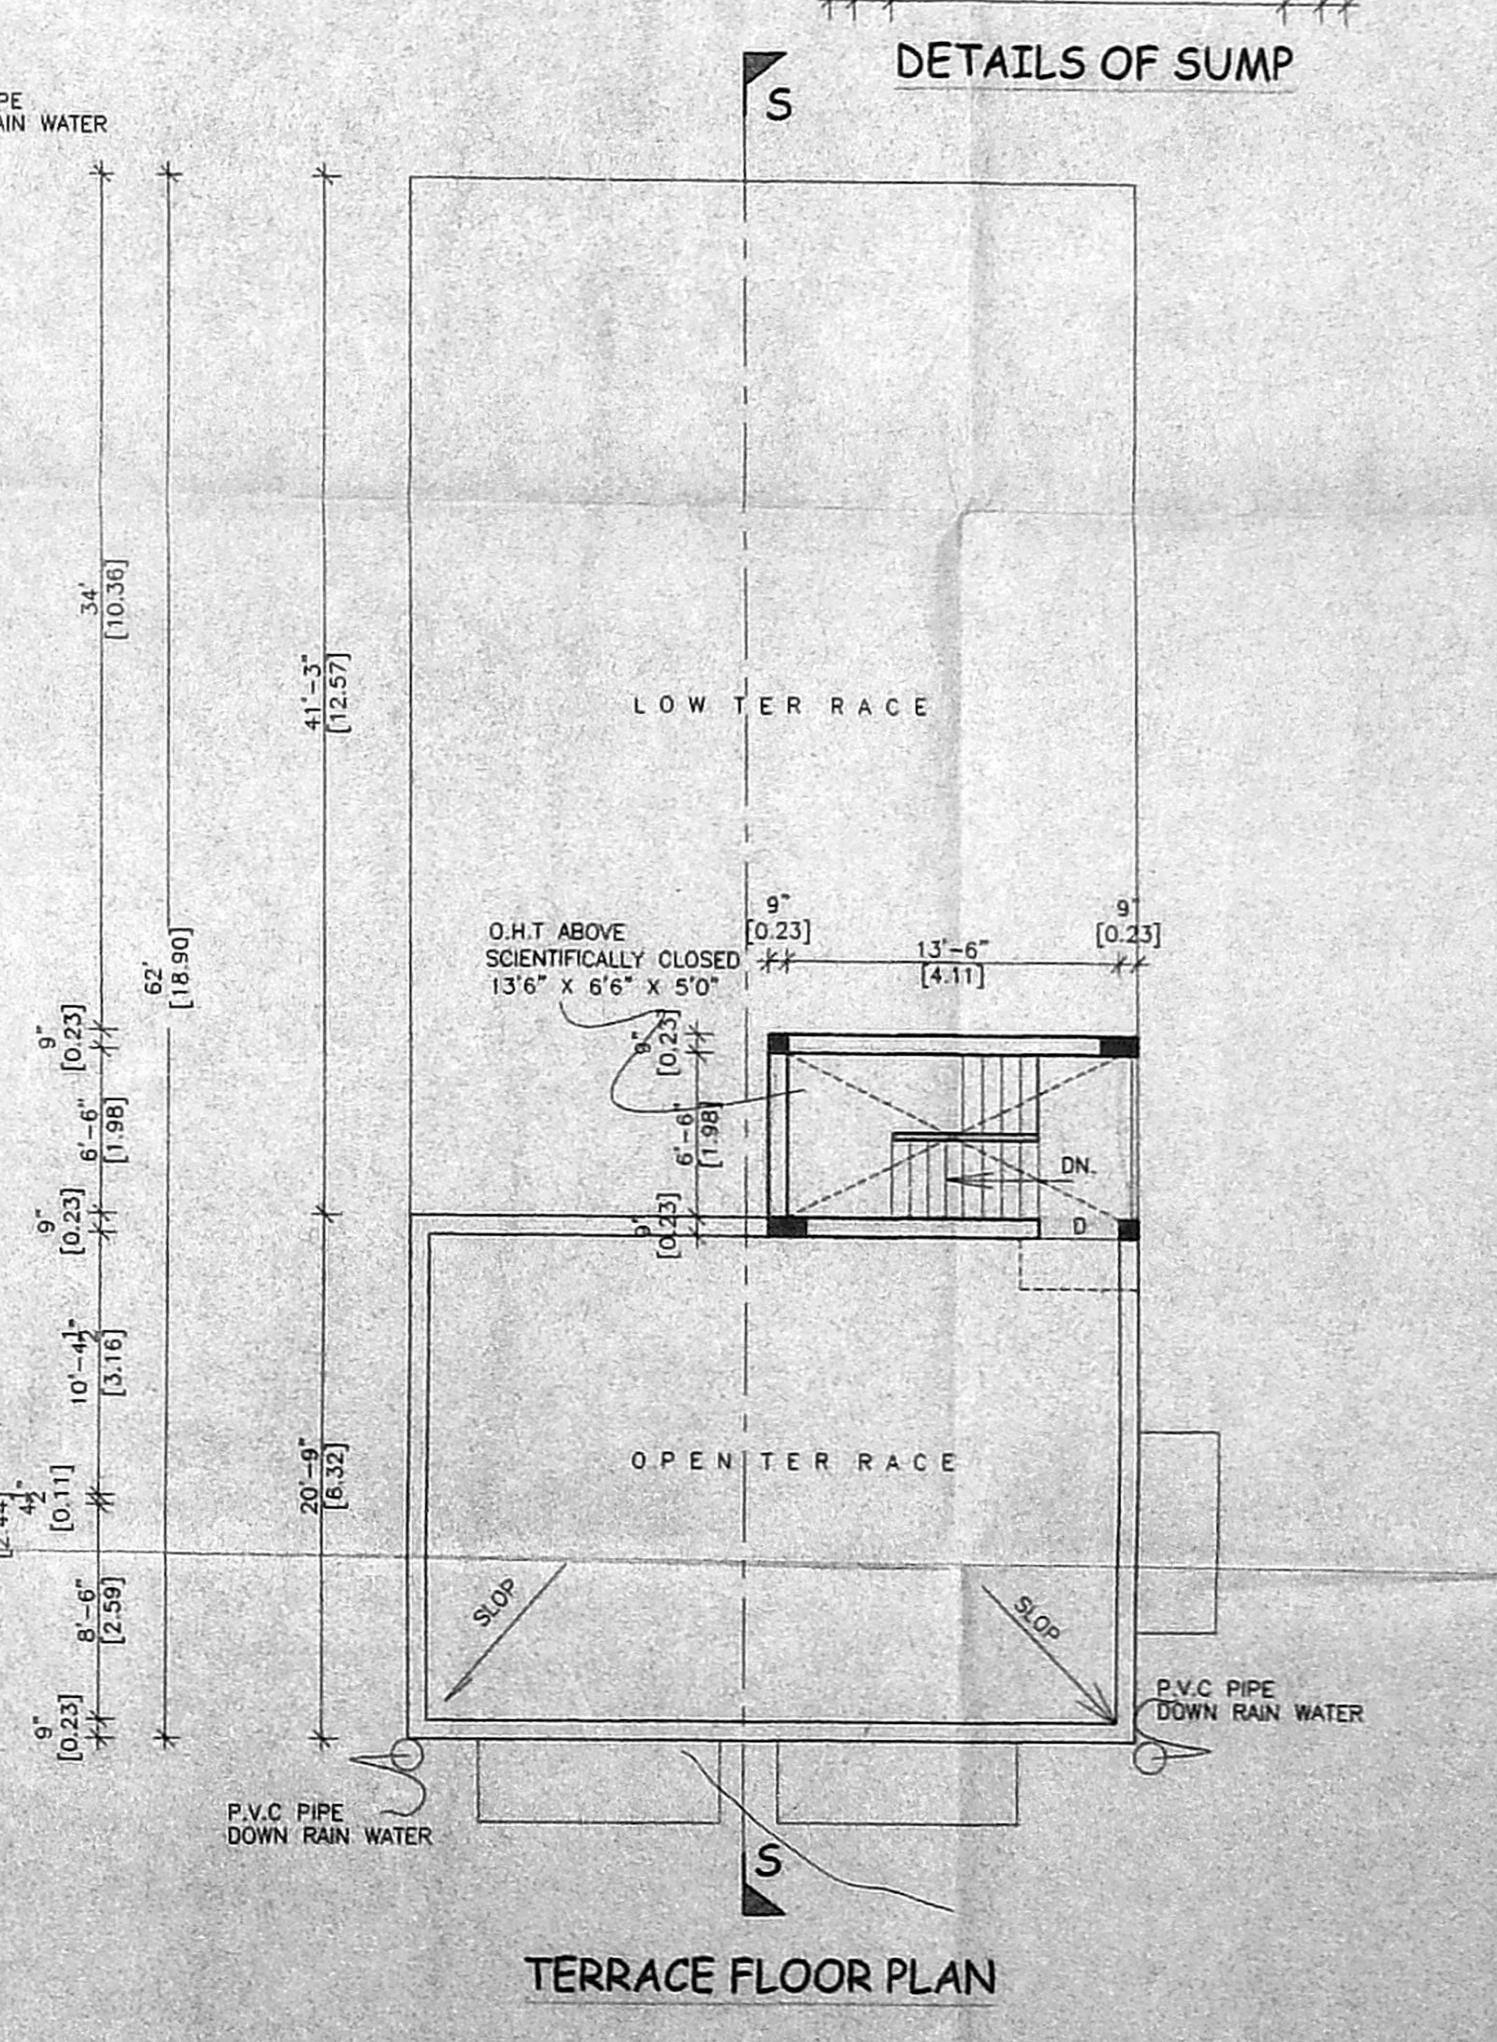 DETAILS OF SUMP
S
PE
AIN WATER
34'
[10.36]
41'-3"
[12.57]
LOW TERRACE
62'
[18.90]
O.H.T ABOVE
SCIENTIFICALLY CLOSED
13'6" X 6'6" X 5'0"
9"
[0.23]
13'-6"
[4.11]
9"
[0.23]
9"
[0.23]
6'-6"
[1.98]
9"
[0.23]
9"
[0.23]
6'-6"
[1.98]
9"
[0.23]
DN.
D
10'-4½"
[3.16]
OPEN TERRACE
20'-9"
[6.32]
4½"
[0.11]
[2.44]
8'-6"
[2.59]
SLOP
SLOP
9"
[0.23]
P.V.C PIPE
DOWN RAIN WATER
P.V.C PIPE
DOWN RAIN WATER
S
TERRACE FLOOR PLAN